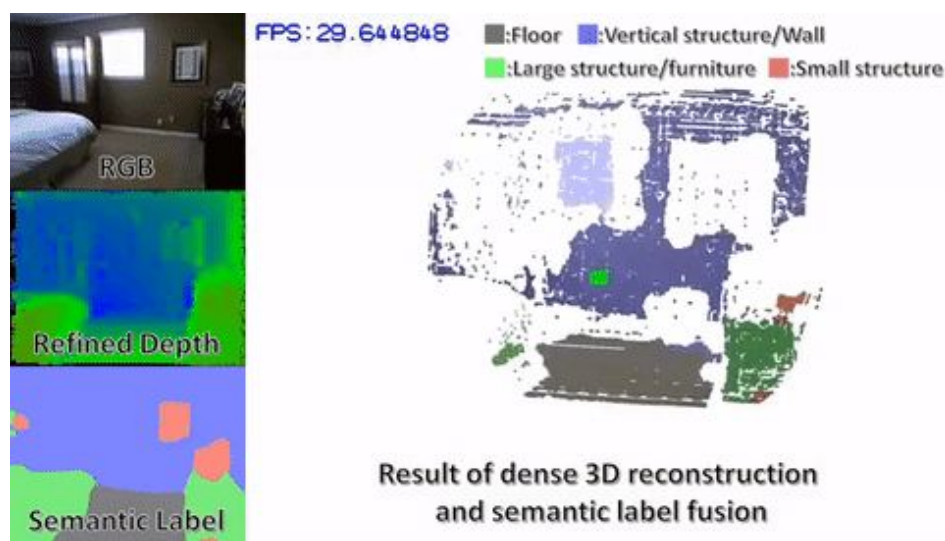 FPS:29.644848
:Floor :Vertical structure/Wall
:Large structure/furniture :Small structure
RGB
Refined Depth
Semantic Label
Result of dense 3D reconstruction
and semantic label fusion